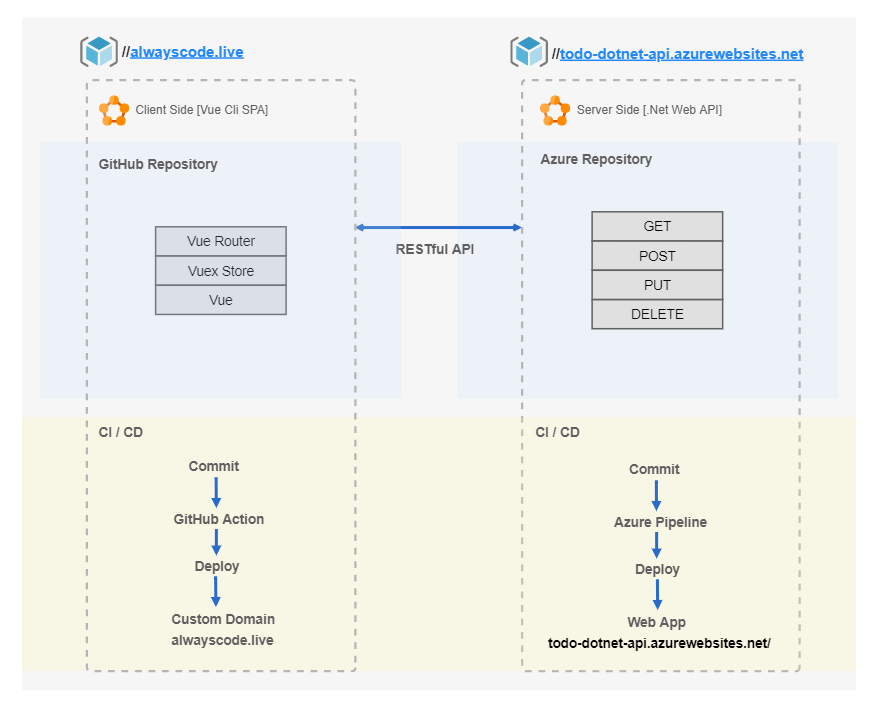 //alwayscode.live
Client Side [Vue Cli SPA]
GitHub Repository
Vue Router
Vuex Store
Vue
RESTful API
//todo-dotnet-api.azurewebsites.net
Server Side [.Net Web API]
Azure Repository
GET
POST
PUT
DELETE
CI / CD
Commit
GitHub Action
Deploy
Custom Domain
alwayscode.live
CI / CD
Commit
Azure Pipeline
Deploy
Web App
todo-dotnet-api.azurewebsites.net/